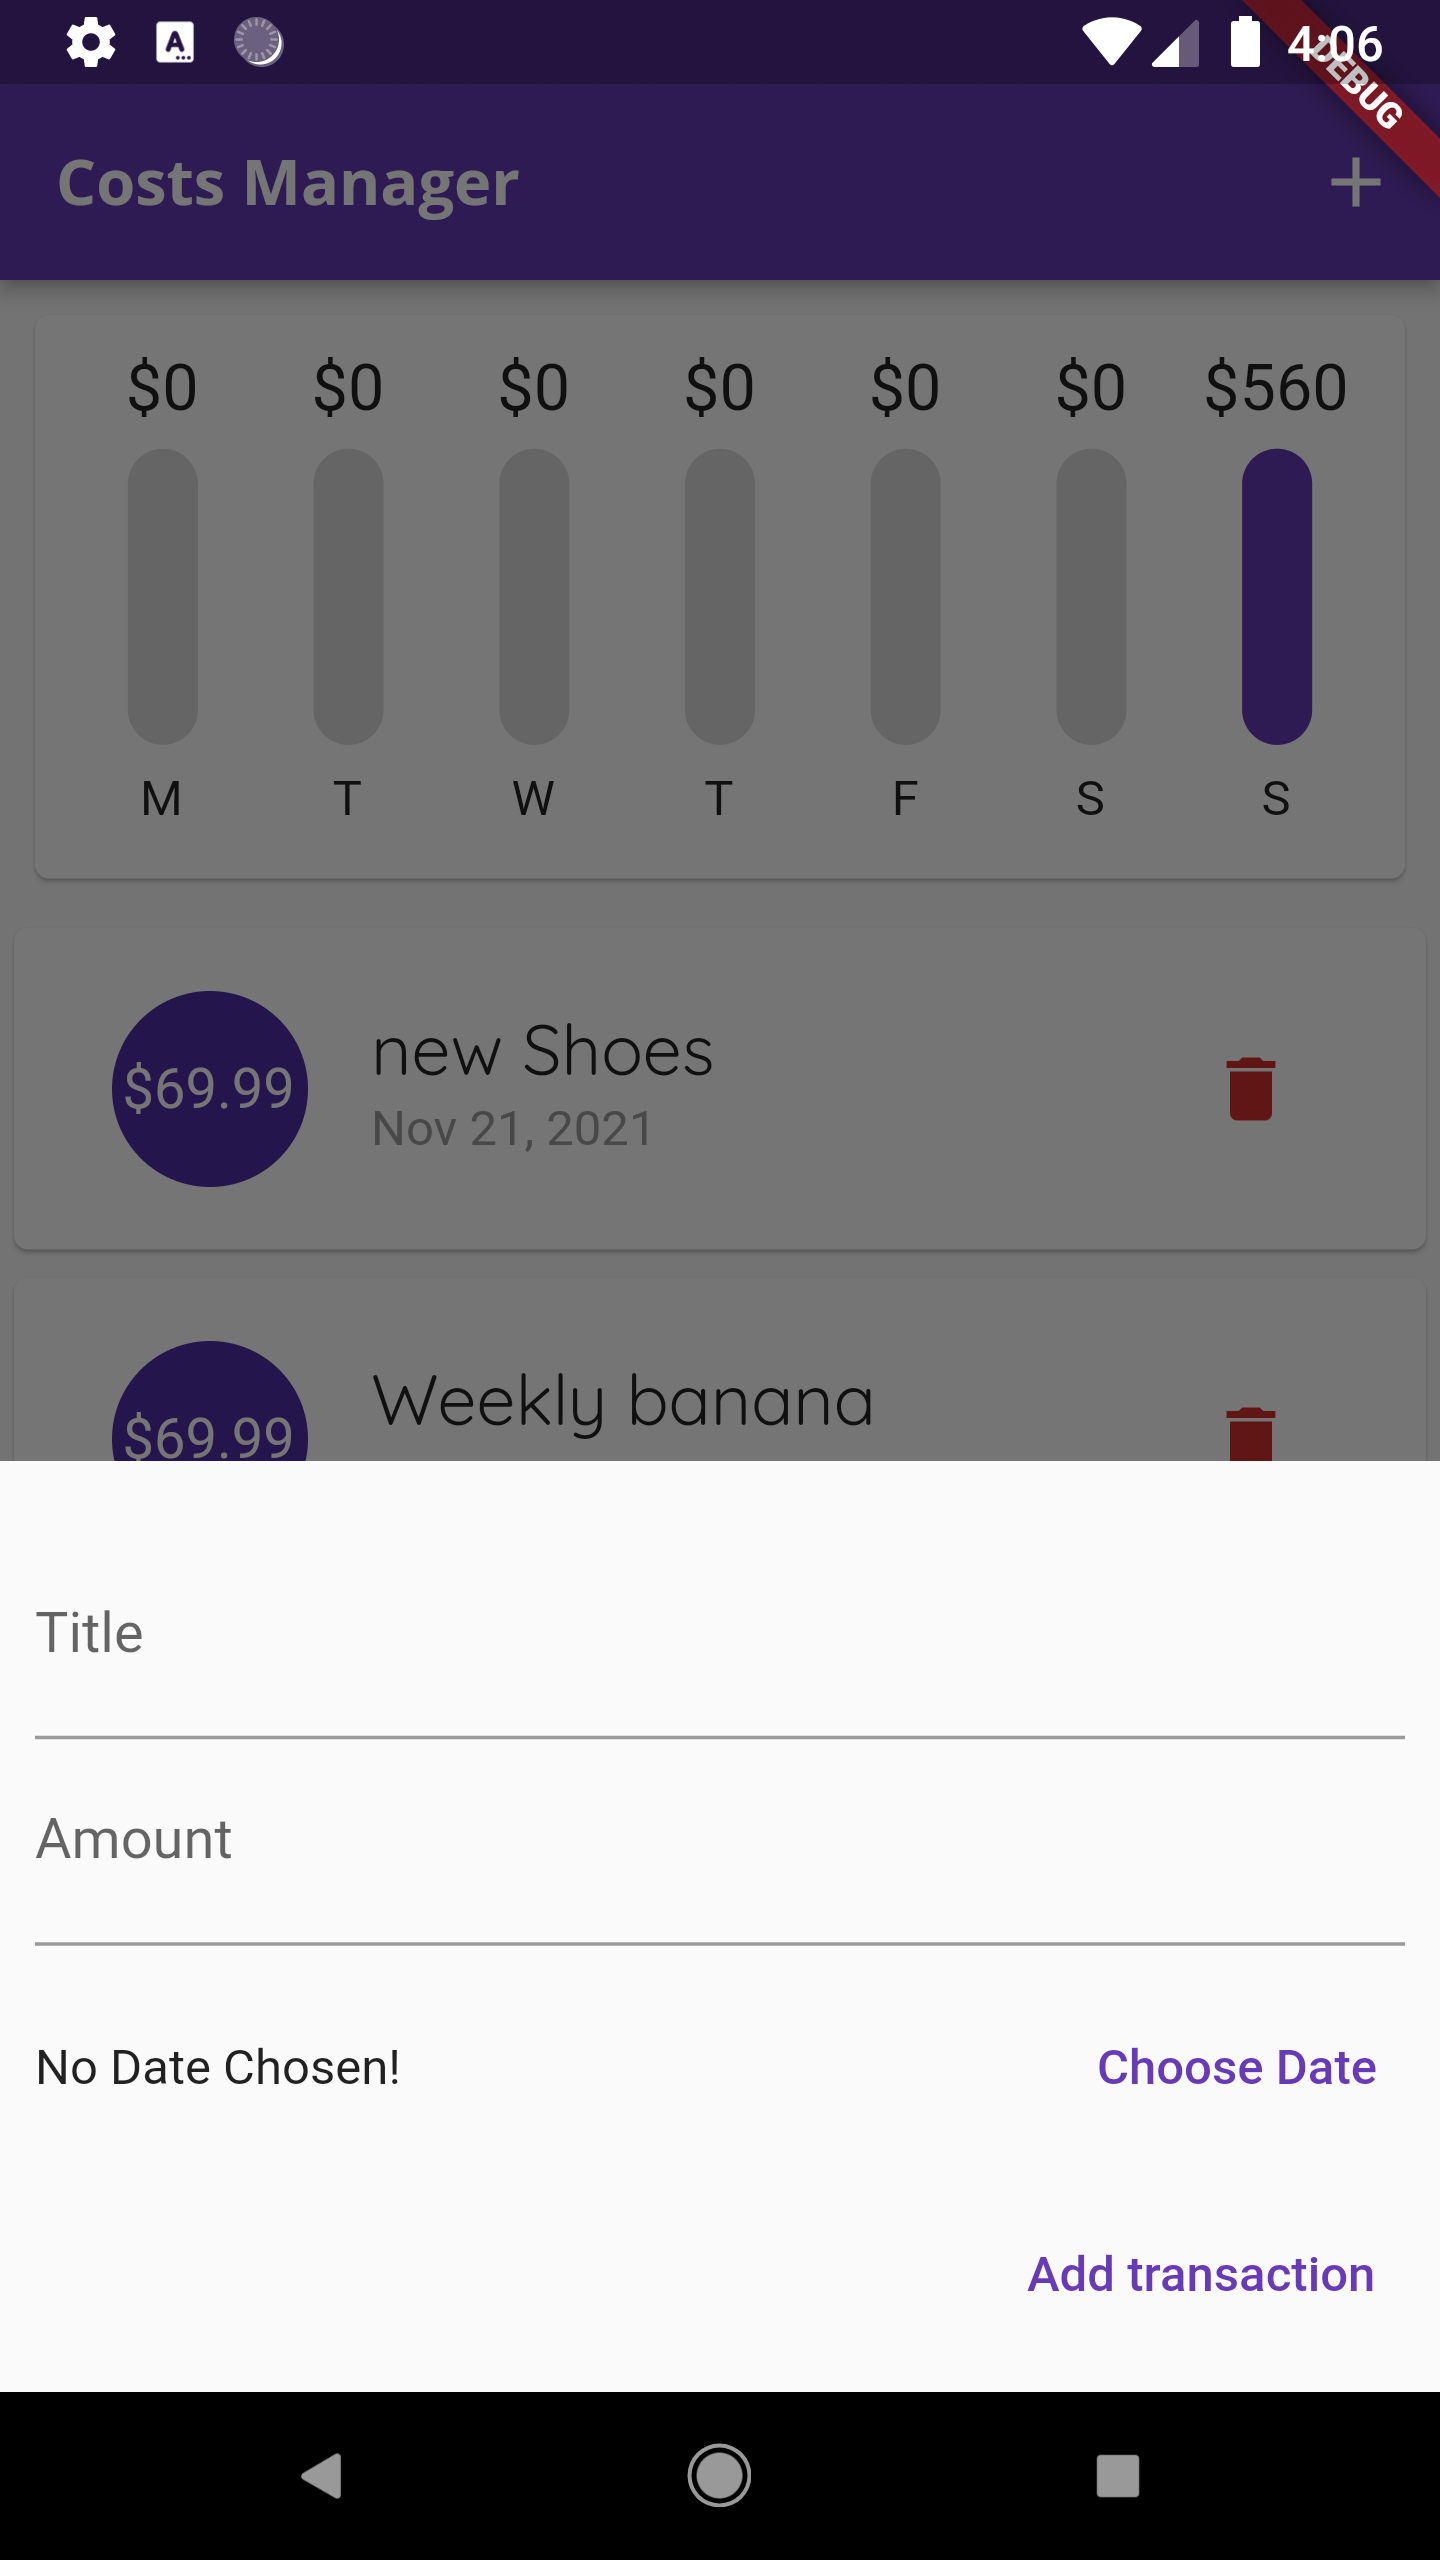 4:06
DEBUG
Costs Manager
$0 $0 $0 $0 $0 $0 $560
M T W T F S S
$69.99
new Shoes
Nov 21, 2021
$69.99
Weekly banana
Title
Amount
No Date Chosen! Choose Date
Add transaction